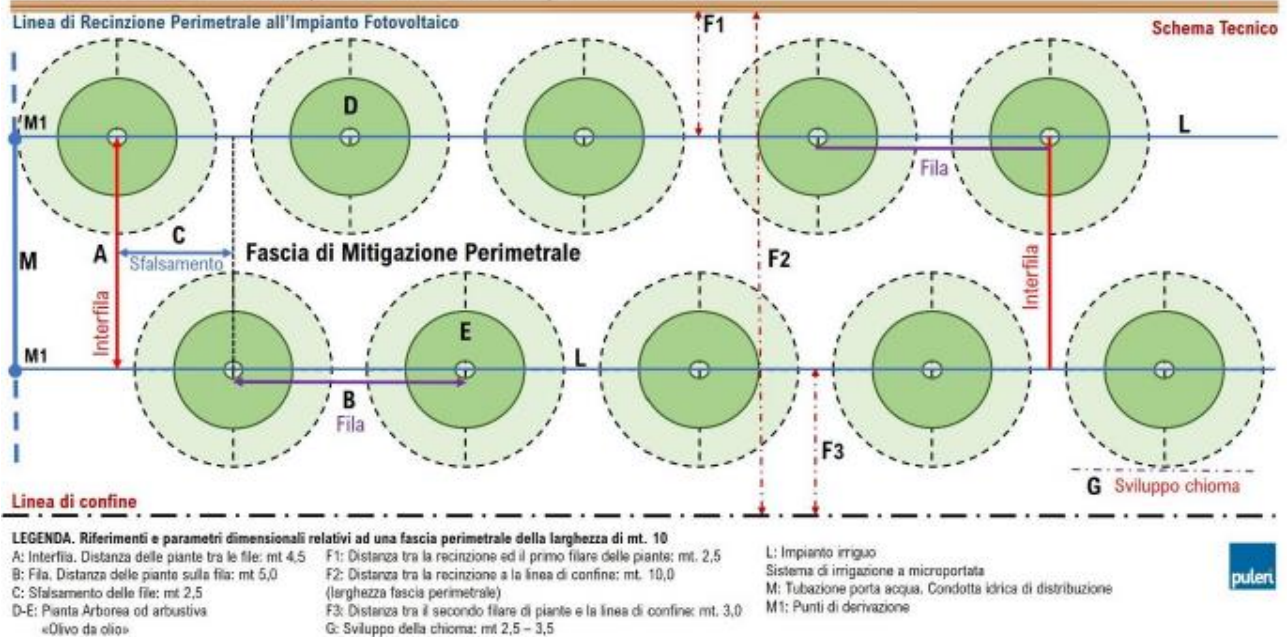 Linea di Recinzione Perimetrale all'Impianto Fotovoltaico
F1
Schema Tecnico
D
M1
L
Fila
C
A
Fascia di Mitigazione Perimetrale
M
Sfalsamento
F2
Interfila
Interfila
E
M1
L
B
Fila
F3
G Sviluppo chioma
Linea di confine
LEGENDA. Riferimenti e parametri dimensionali relativi ad una fascia perimetrale della larghezza di mt. 10
A: Interfila. Distanza delle piante tra le file: mt 4,5
B: Fila. Distanza delle piante sulla fila: mt 5,0
C: Sfalsamento delle file: mt 2,5
D-E: Pianta Arborea od arbustiva
«Olivo da olio»
F1: Distanza tra la recinzione ed il primo filare delle piante: mt. 2,5
F2: Distanza tra la recinzione a la linea di confine: mt. 10,0
(larghezza fascia perimetrale)
F3: Distanza tra il secondo filare di piante e la linea di confine: mt. 3,0
G: Sviluppo della chioma: mt 2,5 – 3,5
L: Impianto irriguo
Sistema di irrigazione a microportata
M: Tubazione porta acqua. Condotta idrica di distribuzione
M1: Punti di derivazione
puleri